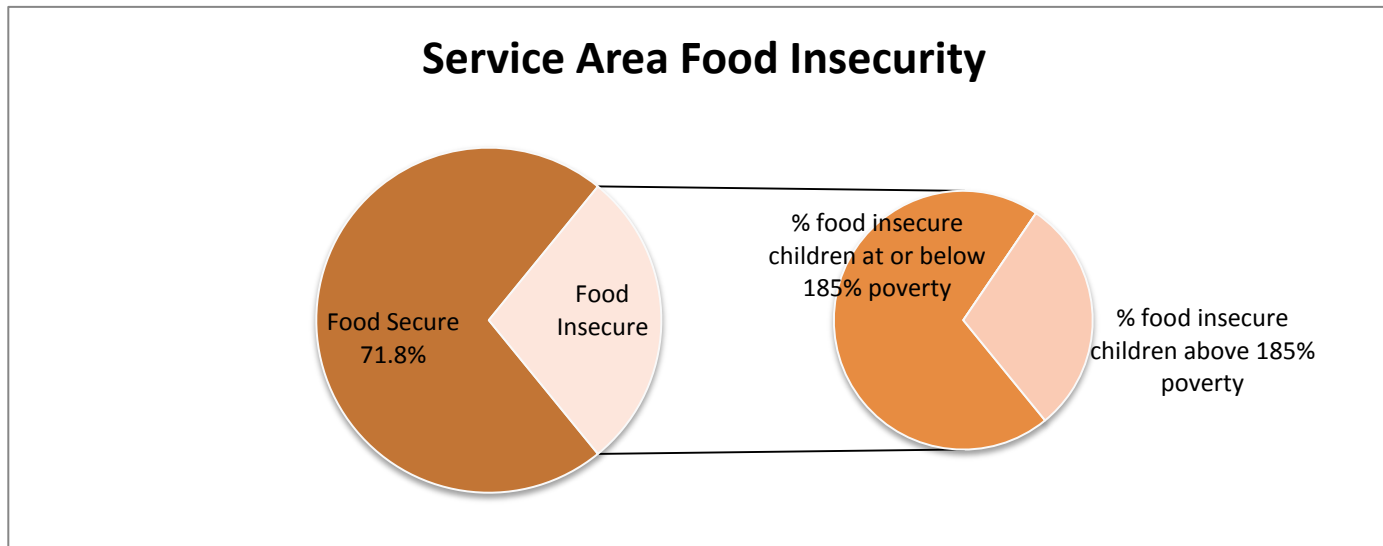 Service Area Food Insecurity
Food Secure
71.8%
Food
Insecure
% food insecure
children at or below
185% poverty
% food insecure
children above 185%
poverty